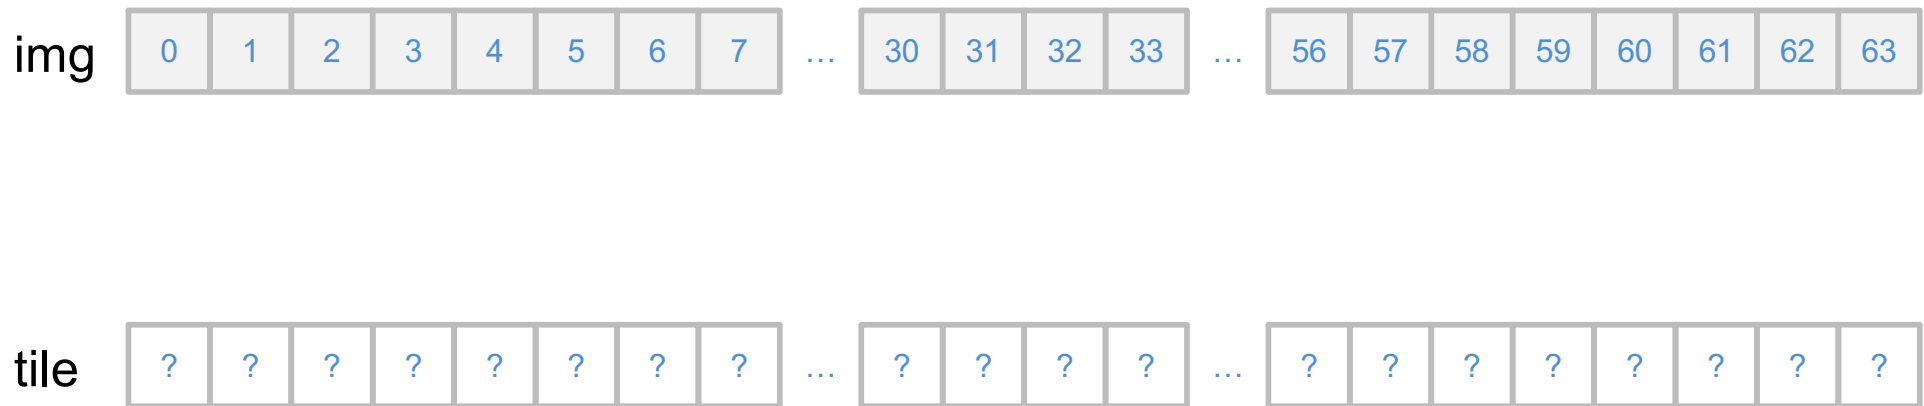 img 0 1 2 3 4 5 6 7 … 30 31 32 33 … 56 57 58 59 60 61 62 63
tile ? ? ? ? ? ? ? ? … ? ? ? ? … ? ? ? ? ? ? ? ?